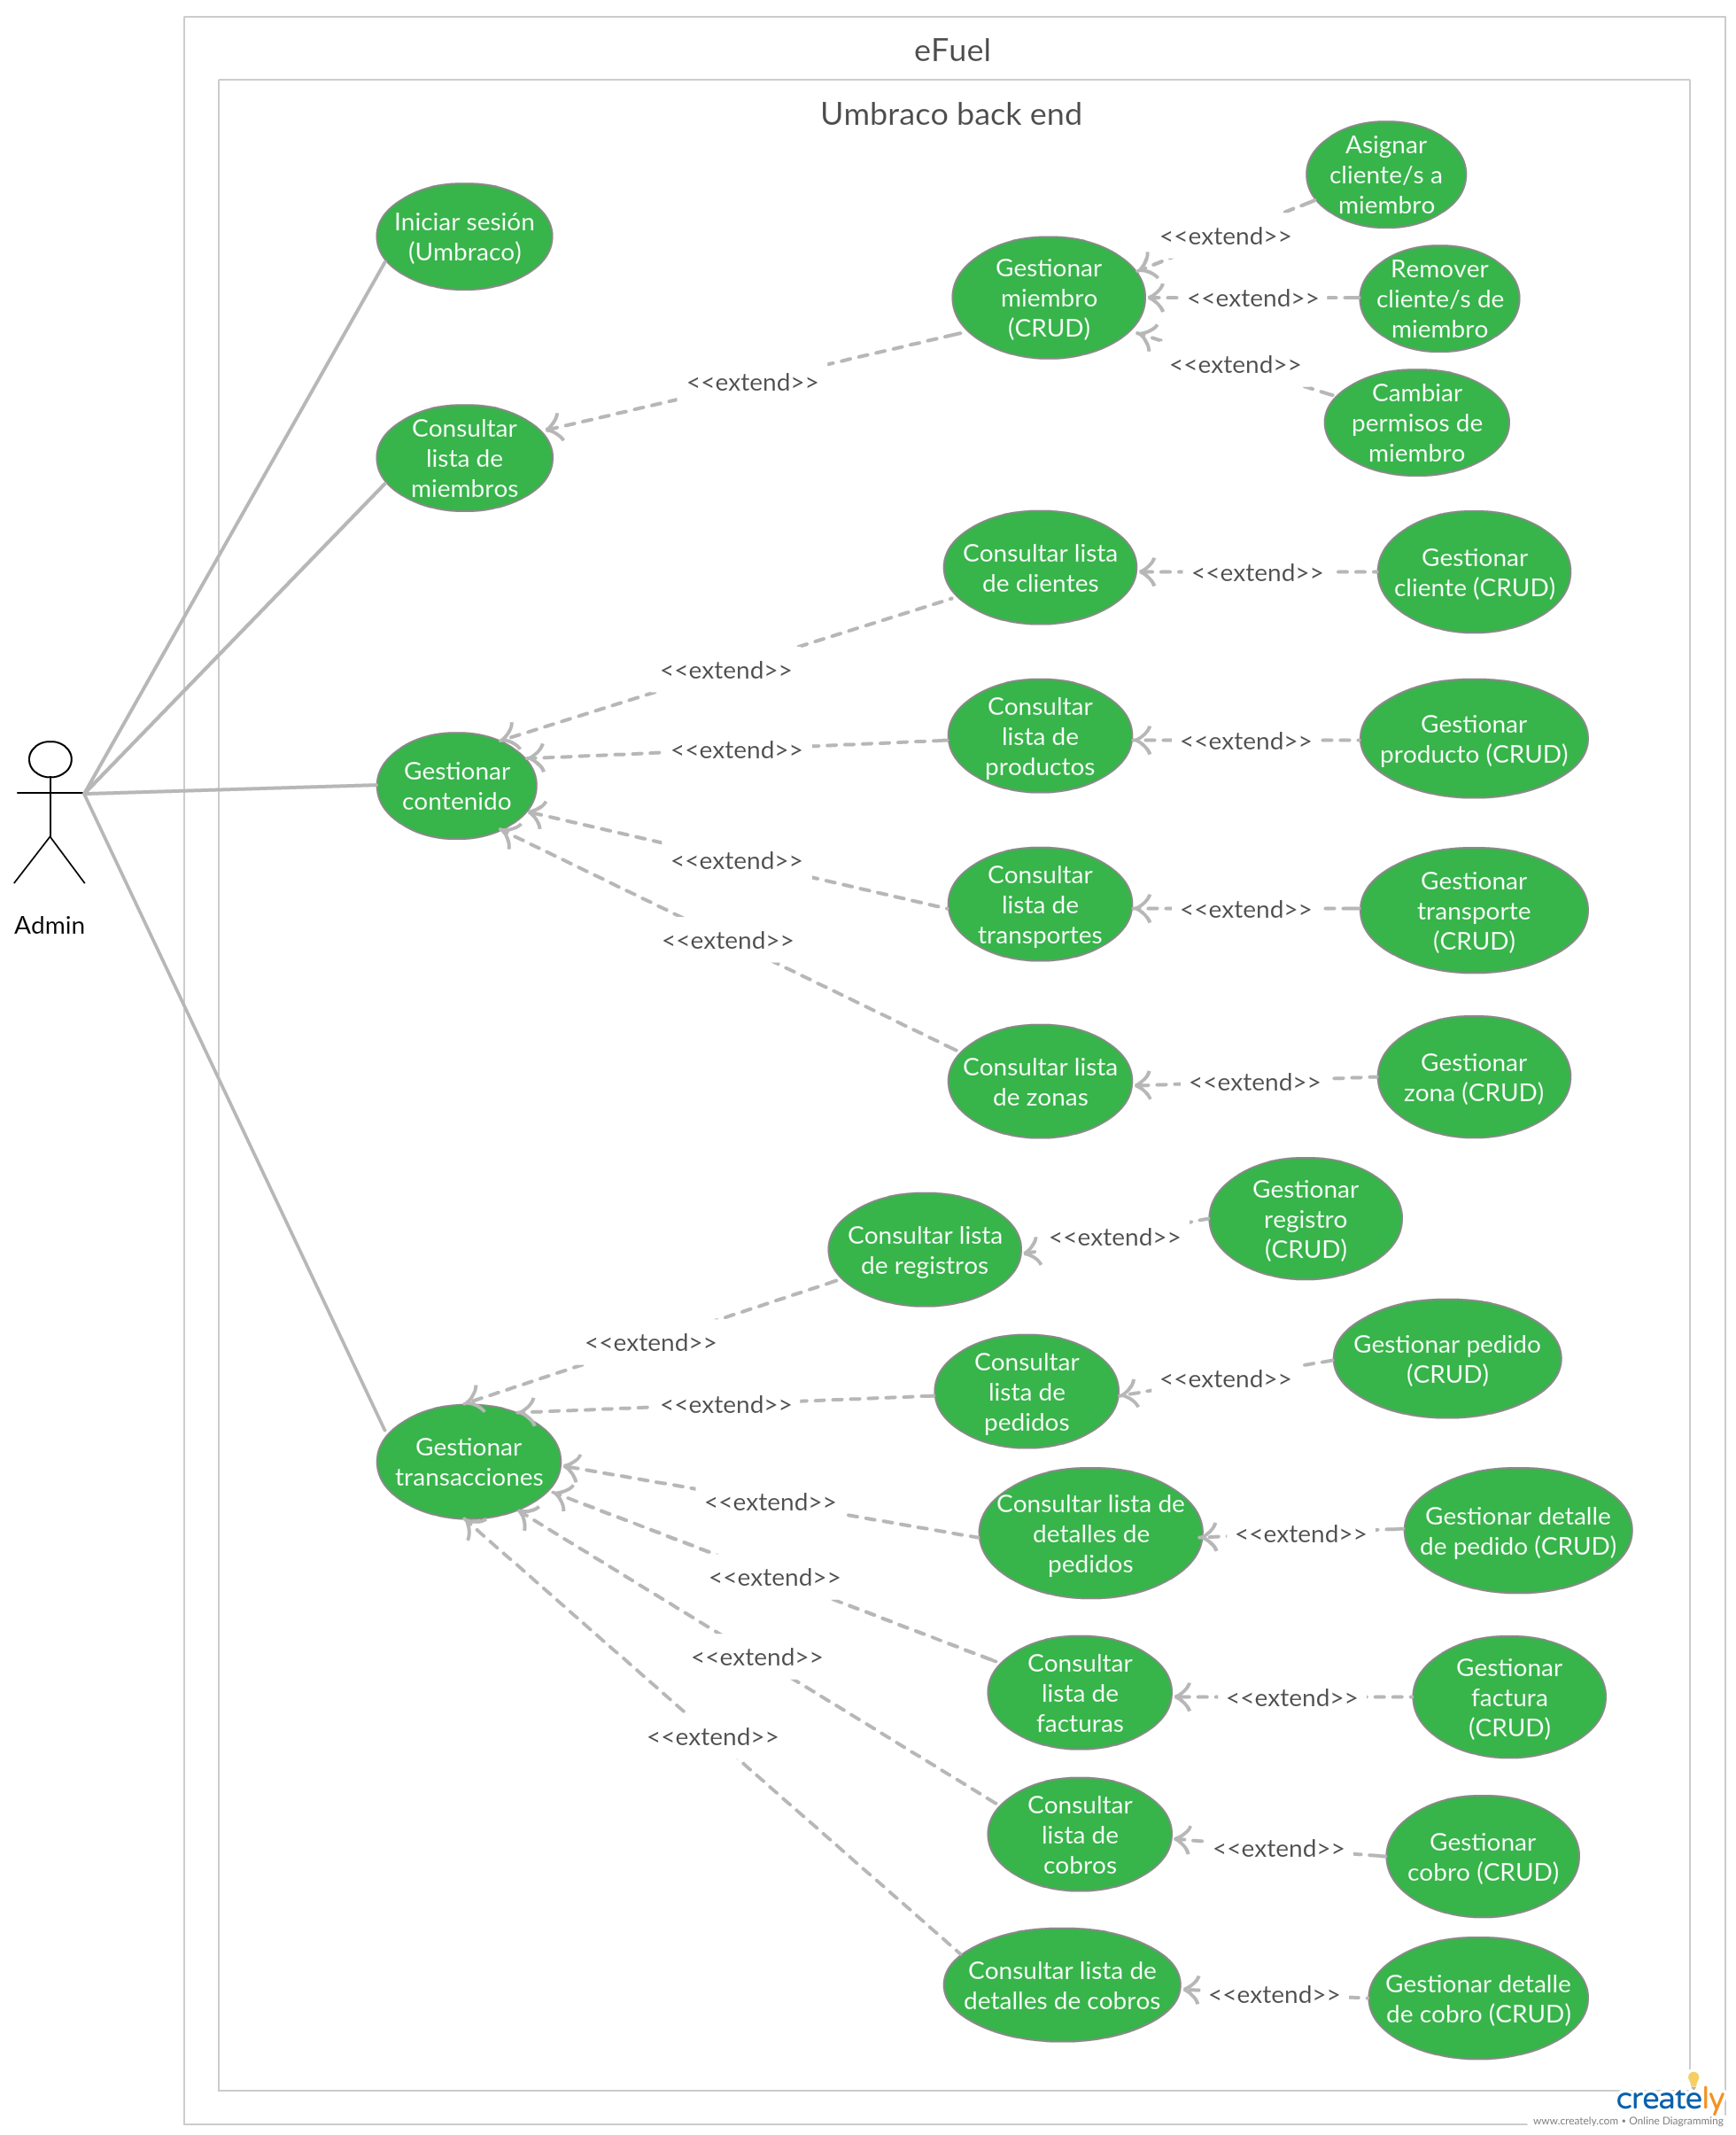 eFuel
Umbraco back end
Iniciar sesión
(Umbraco)
Asignar
cliente/s a
miembro
<<extend>>
Gestionar
miembro
(CRUD)
<<extend>>
Remover
cliente/s de
miembro
<<extend>>
Cambiar
permisos de
miembro
<<extend>>
Consultar
lista de
miembros
Consultar lista
de clientes
<<extend>>
Gestionar
cliente (CRUD)
<<extend>>
Consultar
lista de
productos
<<extend>>
Gestionar
producto (CRUD)
<<extend>>
Gestionar
contenido
<<extend>>
Consultar
lista de
transportes
<<extend>>
Gestionar
transporte
(CRUD)
Admin
<<extend>>
Consultar lista
de zonas
<<extend>>
Gestionar
zona (CRUD)
Consultar lista
de registros
<<extend>>
Gestionar
registro
(CRUD)
<<extend>>
Consultar
lista de
pedidos
<<extend>>
Gestionar pedido
(CRUD)
<<extend>>
Gestionar
transacciones
<<extend>>
Consultar lista de
detalles de
pedidos
<<extend>>
Gestionar detalle
de pedido (CRUD)
<<extend>>
Consultar
lista de
facturas
<<extend>>
Gestionar
factura
(CRUD)
<<extend>>
<<extend>>
Consultar
lista de
cobros
<<extend>>
Gestionar
cobro (CRUD)
Consultar lista de
detalles de cobros
<<extend>>
Gestionar detalle
de cobro (CRUD)
creately
www.creately.com • Online Diagramming